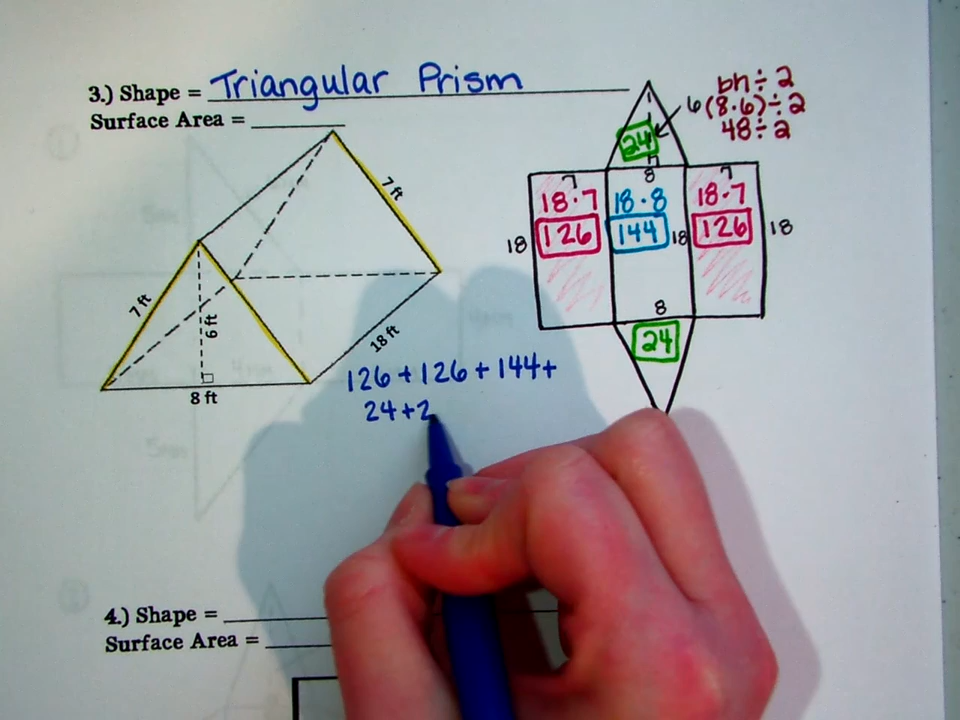 3.) Shape = Triangular Prism
Surface Area =
7 ft
7 ft
6 ft
8 ft
18 ft
bh ÷ 2
6 (8·6) ÷ 2
48 ÷ 2
24
8
7
7
18·7
18·8
18·7
18
126
144
18
126
18
8
24
126 + 126 + 144 +
24 + 2
4.) Shape =
Surface Area =